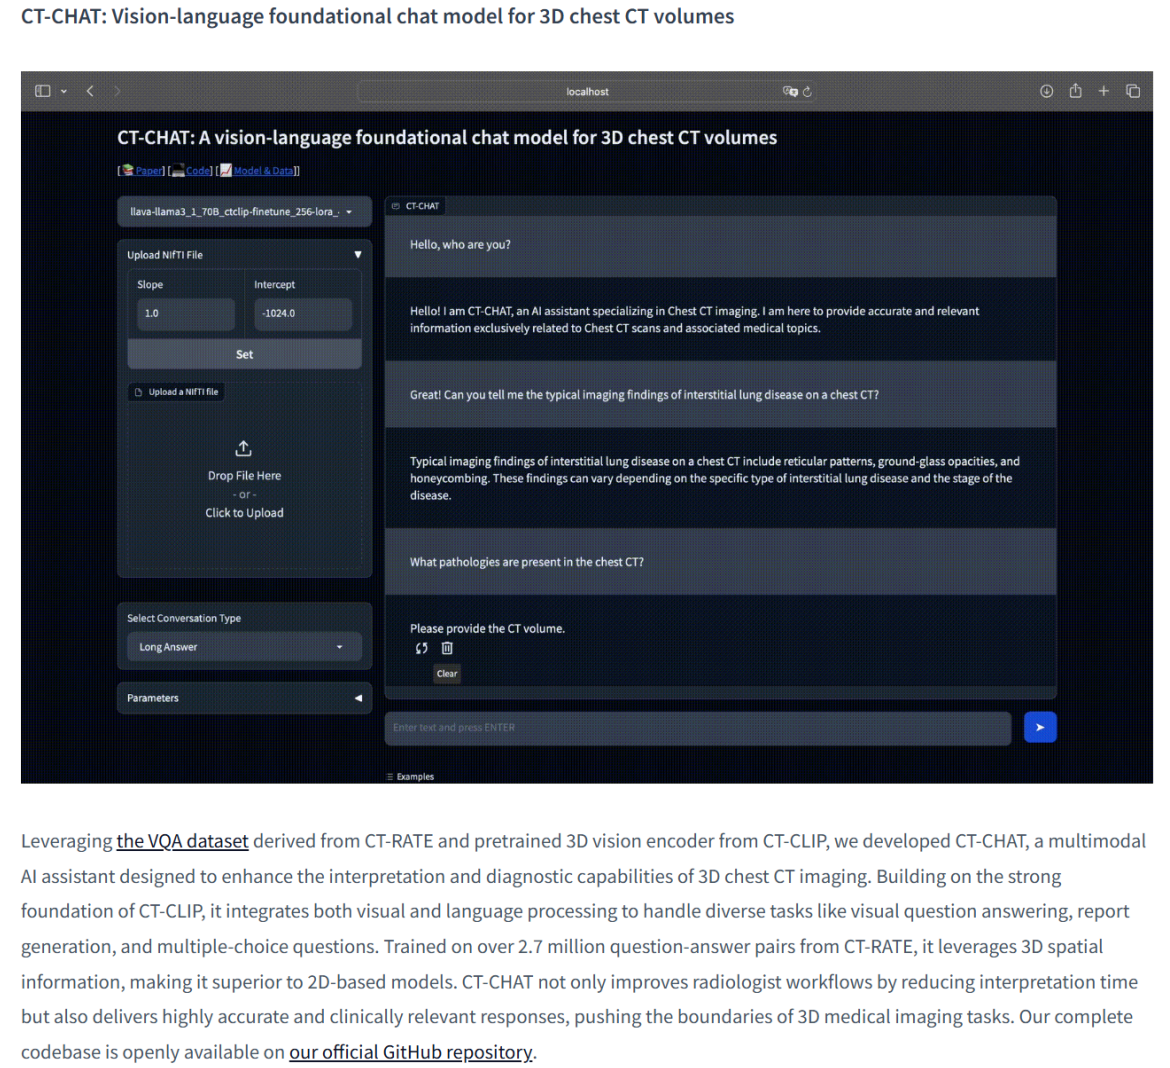 CT-CHAT: Vision-language foundational chat model for 3D chest CT volumes
localhost
CT-CHAT: A vision-language foundational chat model for 3D chest CT volumes
[📚 Paper] [💻 Code] [📈 Model & Data]]
llava-llama3_1_70B_ctclip-finetune_256-lora_
Upload NifTI File
Slope
Intercept
1.0
-1024.0
Set
Upload a NifTI file
Drop File Here
- or -
Click to Upload
Select Conversation Type
Long Answer
Parameters
CT-CHAT
Hello, who are you?
Hello! I am CT-CHAT, an AI assistant specializing in Chest CT imaging. I am here to provide accurate and relevant
information exclusively related to Chest CT scans and associated medical topics.
Great! Can you tell me the typical imaging findings of interstitial lung disease on a chest CT?
Typical imaging findings of interstitial lung disease on a chest CT include reticular patterns, ground-glass opacities, and
honeycombing. These findings can vary depending on the specific type of interstitial lung disease and the stage of the
disease.
What pathologies are present in the chest CT?
Please provide the CT volume.
Clear
Enter text and press ENTER
Examples
Leveraging the VQA dataset derived from CT-RATE and pretrained 3D vision encoder from CT-CLIP, we developed CT-CHAT, a multimodal
AI assistant designed to enhance the interpretation and diagnostic capabilities of 3D chest CT imaging. Building on the strong
foundation of CT-CLIP, it integrates both visual and language processing to handle diverse tasks like visual question answering, report
generation, and multiple-choice questions. Trained on over 2.7 million question-answer pairs from CT-RATE, it leverages 3D spatial
information, making it superior to 2D-based models. CT-CHAT not only improves radiologist workflows by reducing interpretation time
but also delivers highly accurate and clinically relevant responses, pushing the boundaries of 3D medical imaging tasks. Our complete
codebase is openly available on our official GitHub repository.